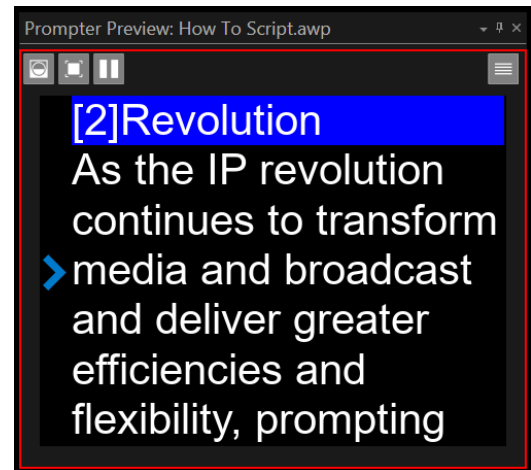 Prompter Preview: How To Script.awp
[2]Revolution
As the IP revolution
continues to transform
media and broadcast
and deliver greater
efficiencies and
flexibility, prompting